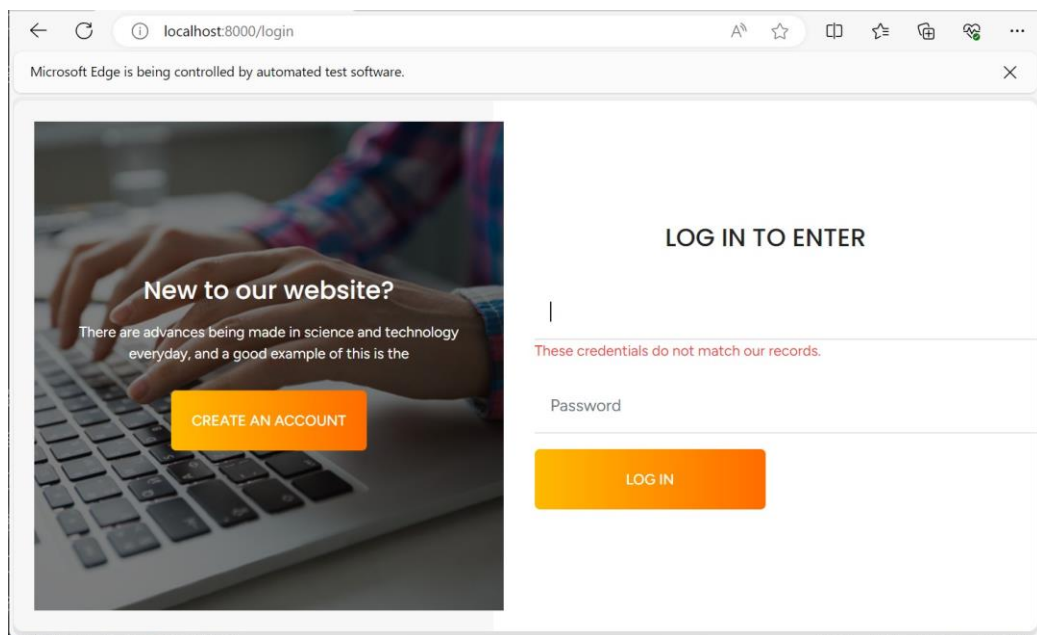 localhost:8000/login
Microsoft Edge is being controlled by automated test software.
New to our website?
There are advances being made in science and technology
everyday, and a good example of this is the
CREATE AN ACCOUNT
LOG IN TO ENTER
These credentials do not match our records.
Password
LOG IN